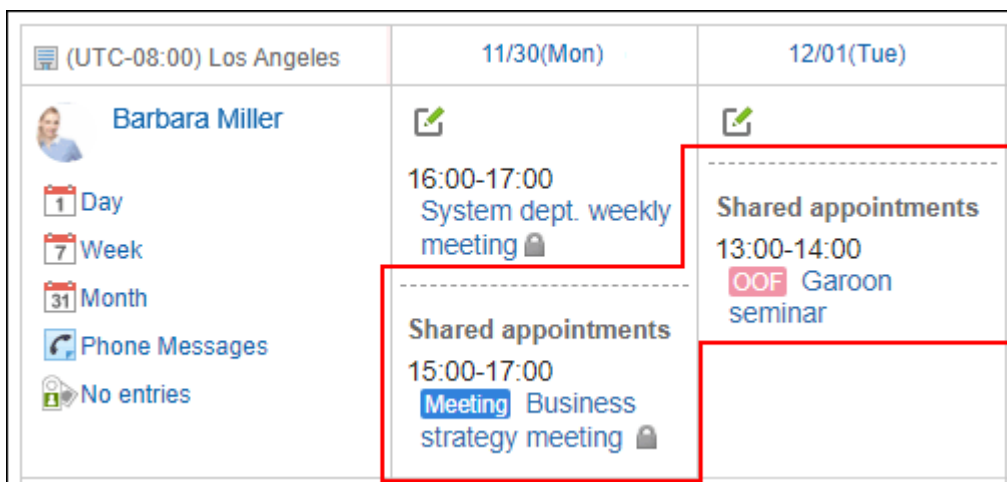 (UTC-08:00) Los Angeles
11/30(Mon)
12/01(Tue)
Barbara Miller
1 Day
7 Week
31 Month
Phone Messages
No entries
16:00-17:00
System dept. weekly
meeting
Shared appointments
15:00-17:00
Meeting Business
strategy meeting
Shared appointments
13:00-14:00
OOF Garoon
seminar